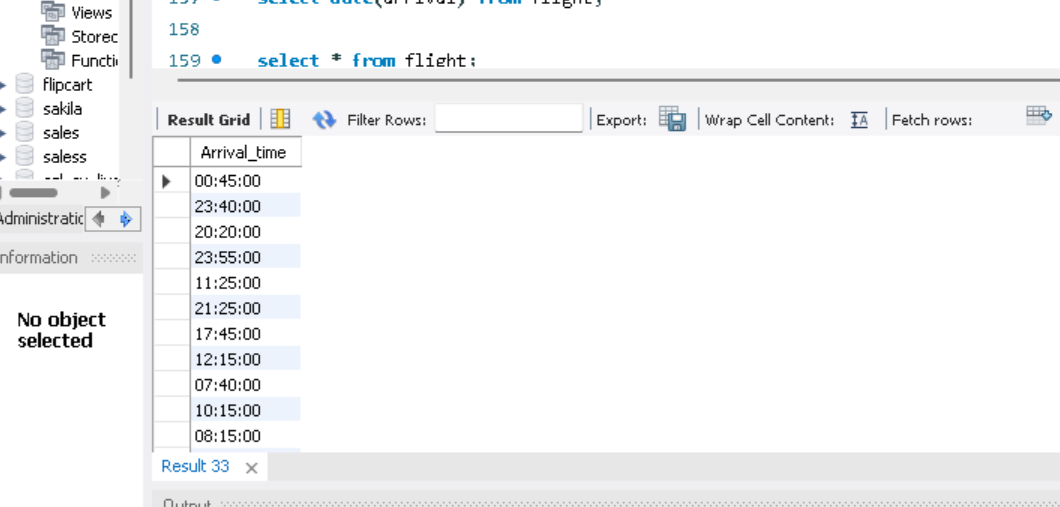 Views
Storec
Functi
flipcart
sakila
sales
saless
Administratic
nformation
No object
selected
157 select date(arrival) from flight;
158
159 select * from flight;
Result Grid Filter Rows: Export: Wrap Cell Content: IA Fetch rows:
Arrival_time
00:45:00
23:40:00
20:20:00
23:55:00
11:25:00
21:25:00
17:45:00
12:15:00
07:40:00
10:15:00
08:15:00
Result 33
Output